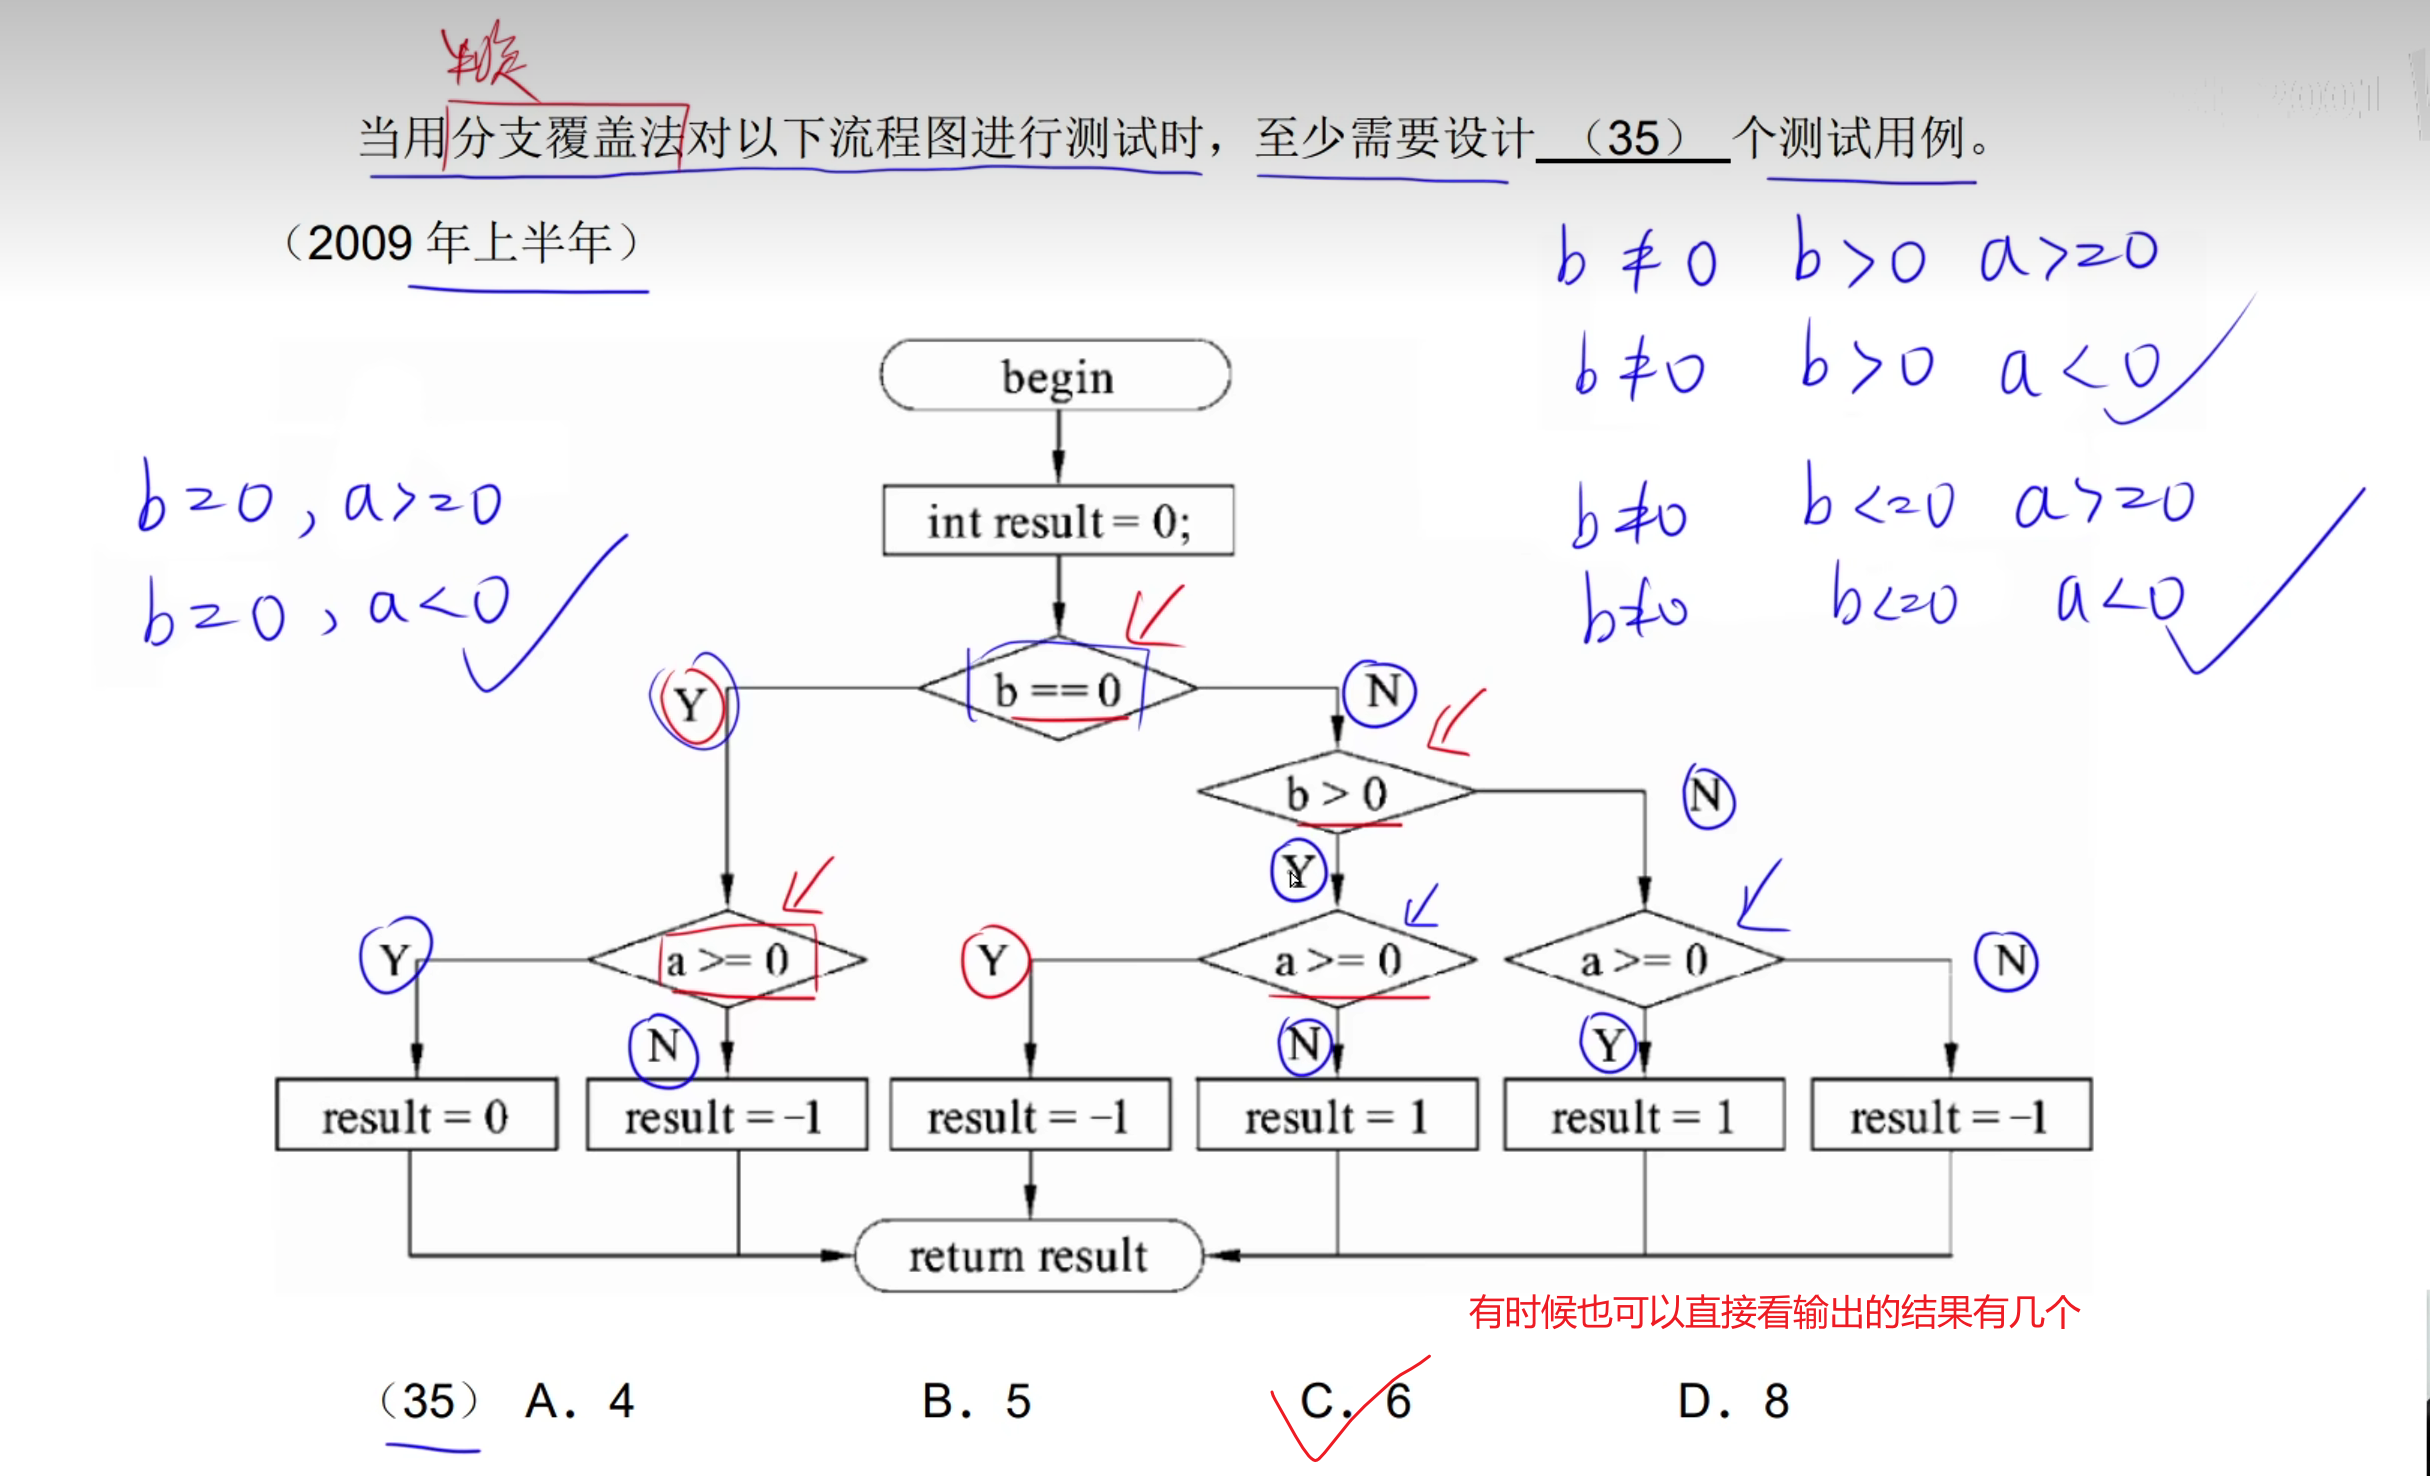 判定
当用分支覆盖法对以下流程图进行测试时，至少需要设计（35）个测试用例。
（2009 年上半年）
b≠0 b>0 a>=0
b≠0 b>0 a<0
b≠0 b<=0 a>=0
b≠0 b<=0 a<0
b=0, a>=0
b=0, a<0
begin
int result = 0;
b == 0
Y
N
b > 0
N
Y
Y
a >= 0
Y
a >= 0
a >= 0
N
N
N
Y
result = 0
result = –1
result = –1
result = 1
result = 1
result = –1
return result
有时候也可以直接看输出的结果有几个
（35） A．4 B．5 C．6 D．8